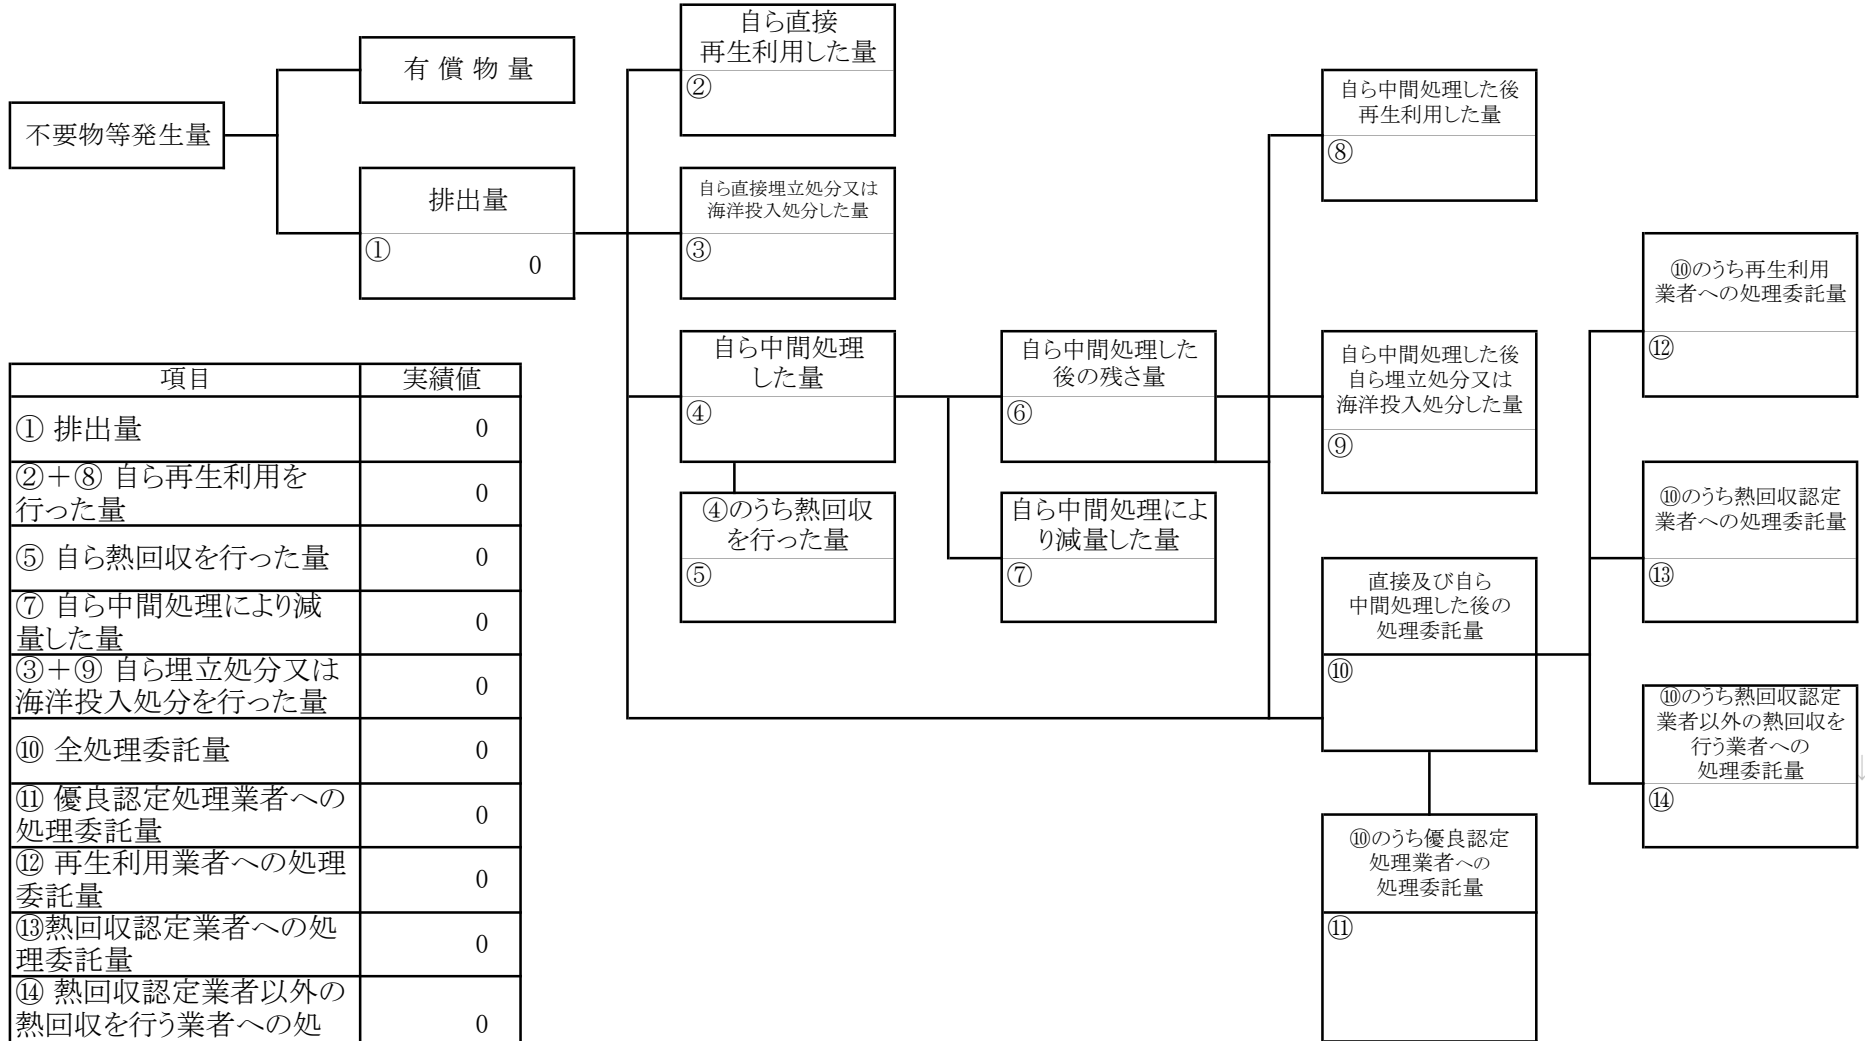 不要物等発生量
有 償 物 量
排出量
①
0
自ら直接
再生利用した量
②
自ら直接埋立処分又は
海洋投入処分した量
③
自ら中間処理
した量
④
④のうち熱回収
を行った量
⑤
自ら中間処理した
後の残さ量
⑥
自ら中間処理によ
り減量した量
⑦
自ら中間処理した後
再生利用した量
⑧
自ら中間処理した後
自ら埋立処分又は
海洋投入処分した量
⑨
直接及び自ら
中間処理した後の
処理委託量
⑩
⑩のうち優良認定
処理業者への
処理委託量
⑪
⑩のうち再生利用
業者への処理委託量
⑫
⑩のうち熱回収認定
業者への処理委託量
⑬
⑩のうち熱回収認定
業者以外の熱回収を
行う業者への
処理委託量
⑭
↓
項目 実績値
① 排出量 0
②+⑧ 自ら再生利用を
行った量 0
⑤ 自ら熱回収を行った量 0
⑦ 自ら中間処理により減
量した量 0
③+⑨ 自ら埋立処分又は
海洋投入処分を行った量 0
⑩ 全処理委託量 0
⑪ 優良認定処理業者への
処理委託量 0
⑫ 再生利用業者への処理
委託量 0
⑬熱回収認定業者への処
理委託量 0
⑭ 熱回収認定業者以外の
熱回収を行う業者への処 0